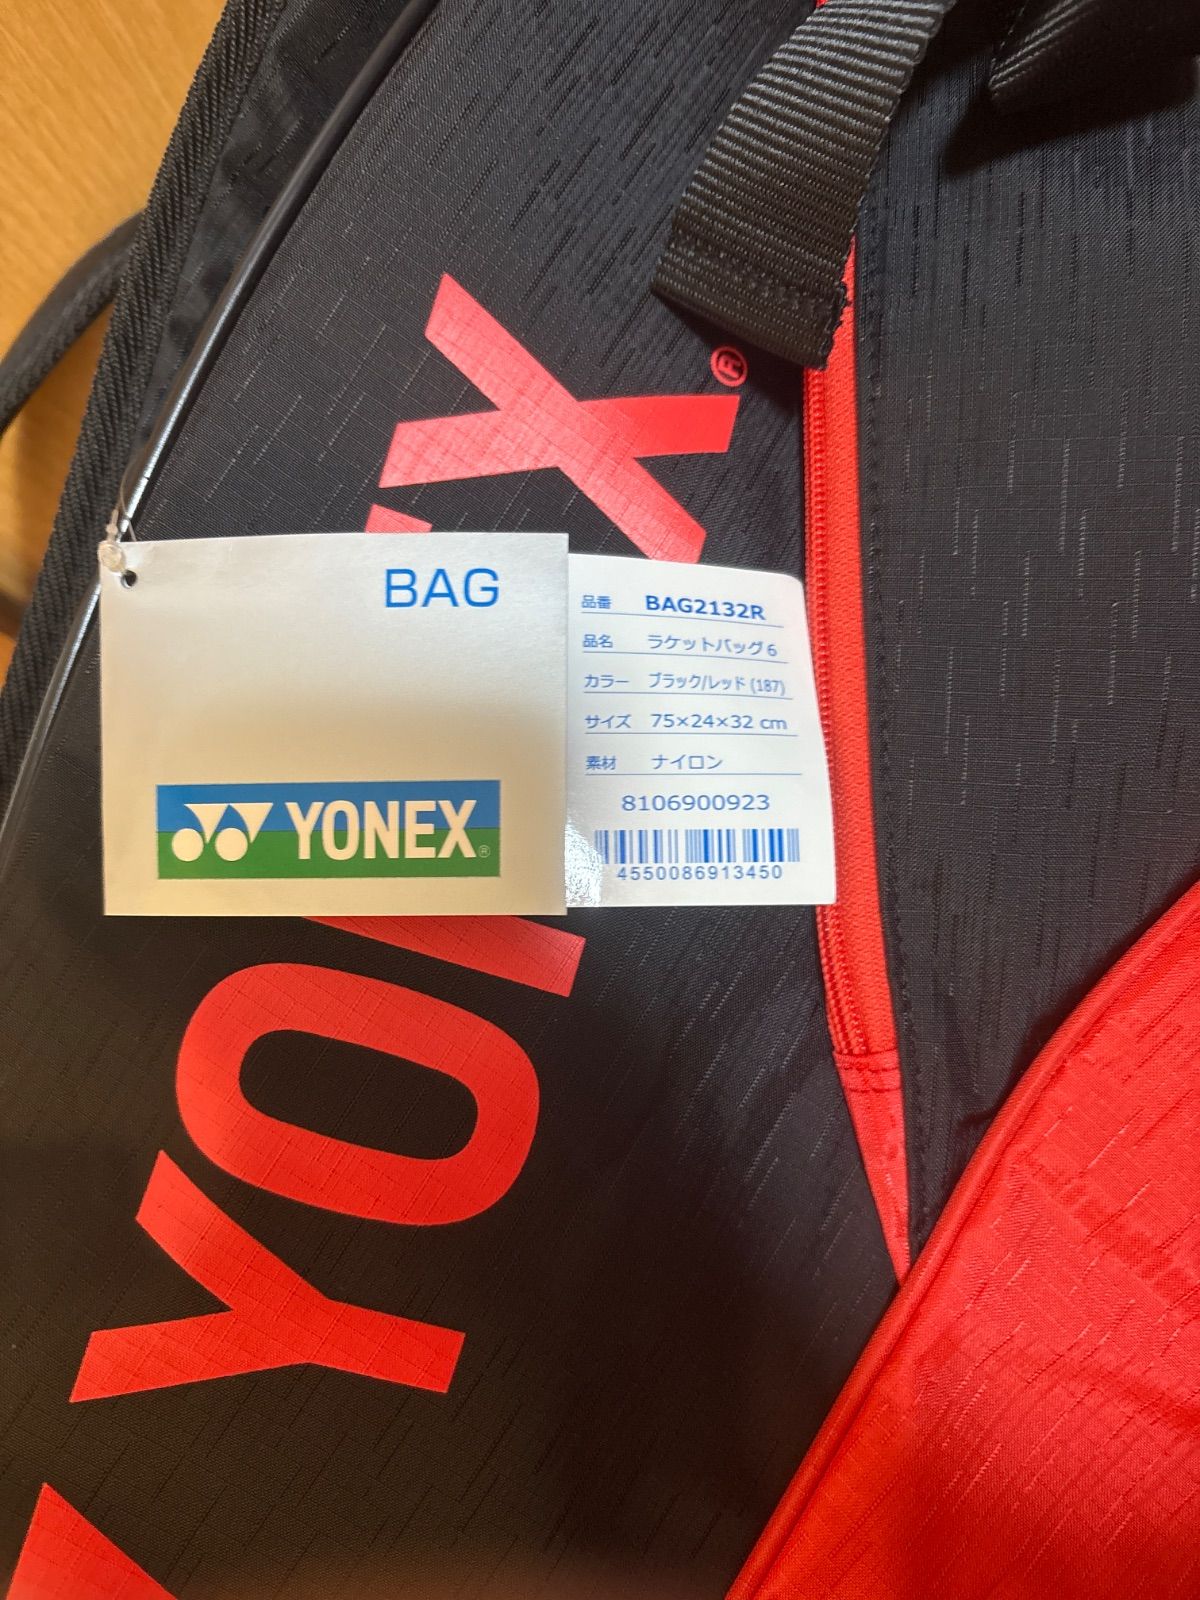 YONEX®
BAG
YONEX®
品番 BAG2132R
品名 ラケットバッグ6
カラー ブラック/レッド (187)
サイズ 75×24×32 cm
素材 ナイロン
8106900923
4550086913450